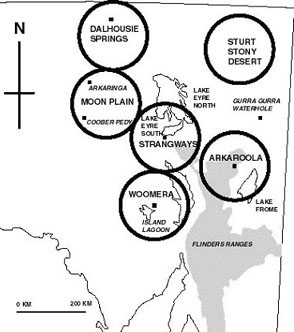 N
DALHOUSIE
SPRINGS
STURT
STONY
DESERT
ARKARINGA
MOON PLAIN
COOBER PEDY
LAKE
EYRE
NORTH
GURRA GURRA
WATERHOLE
LAKE
EYRE
SOUTH
STRANGWAYS
ARKAROOLA
WOOMERA
ISLAND
LAGOON
LAKE
FROME
FLINDERS RANGES
0 KM
200 KM